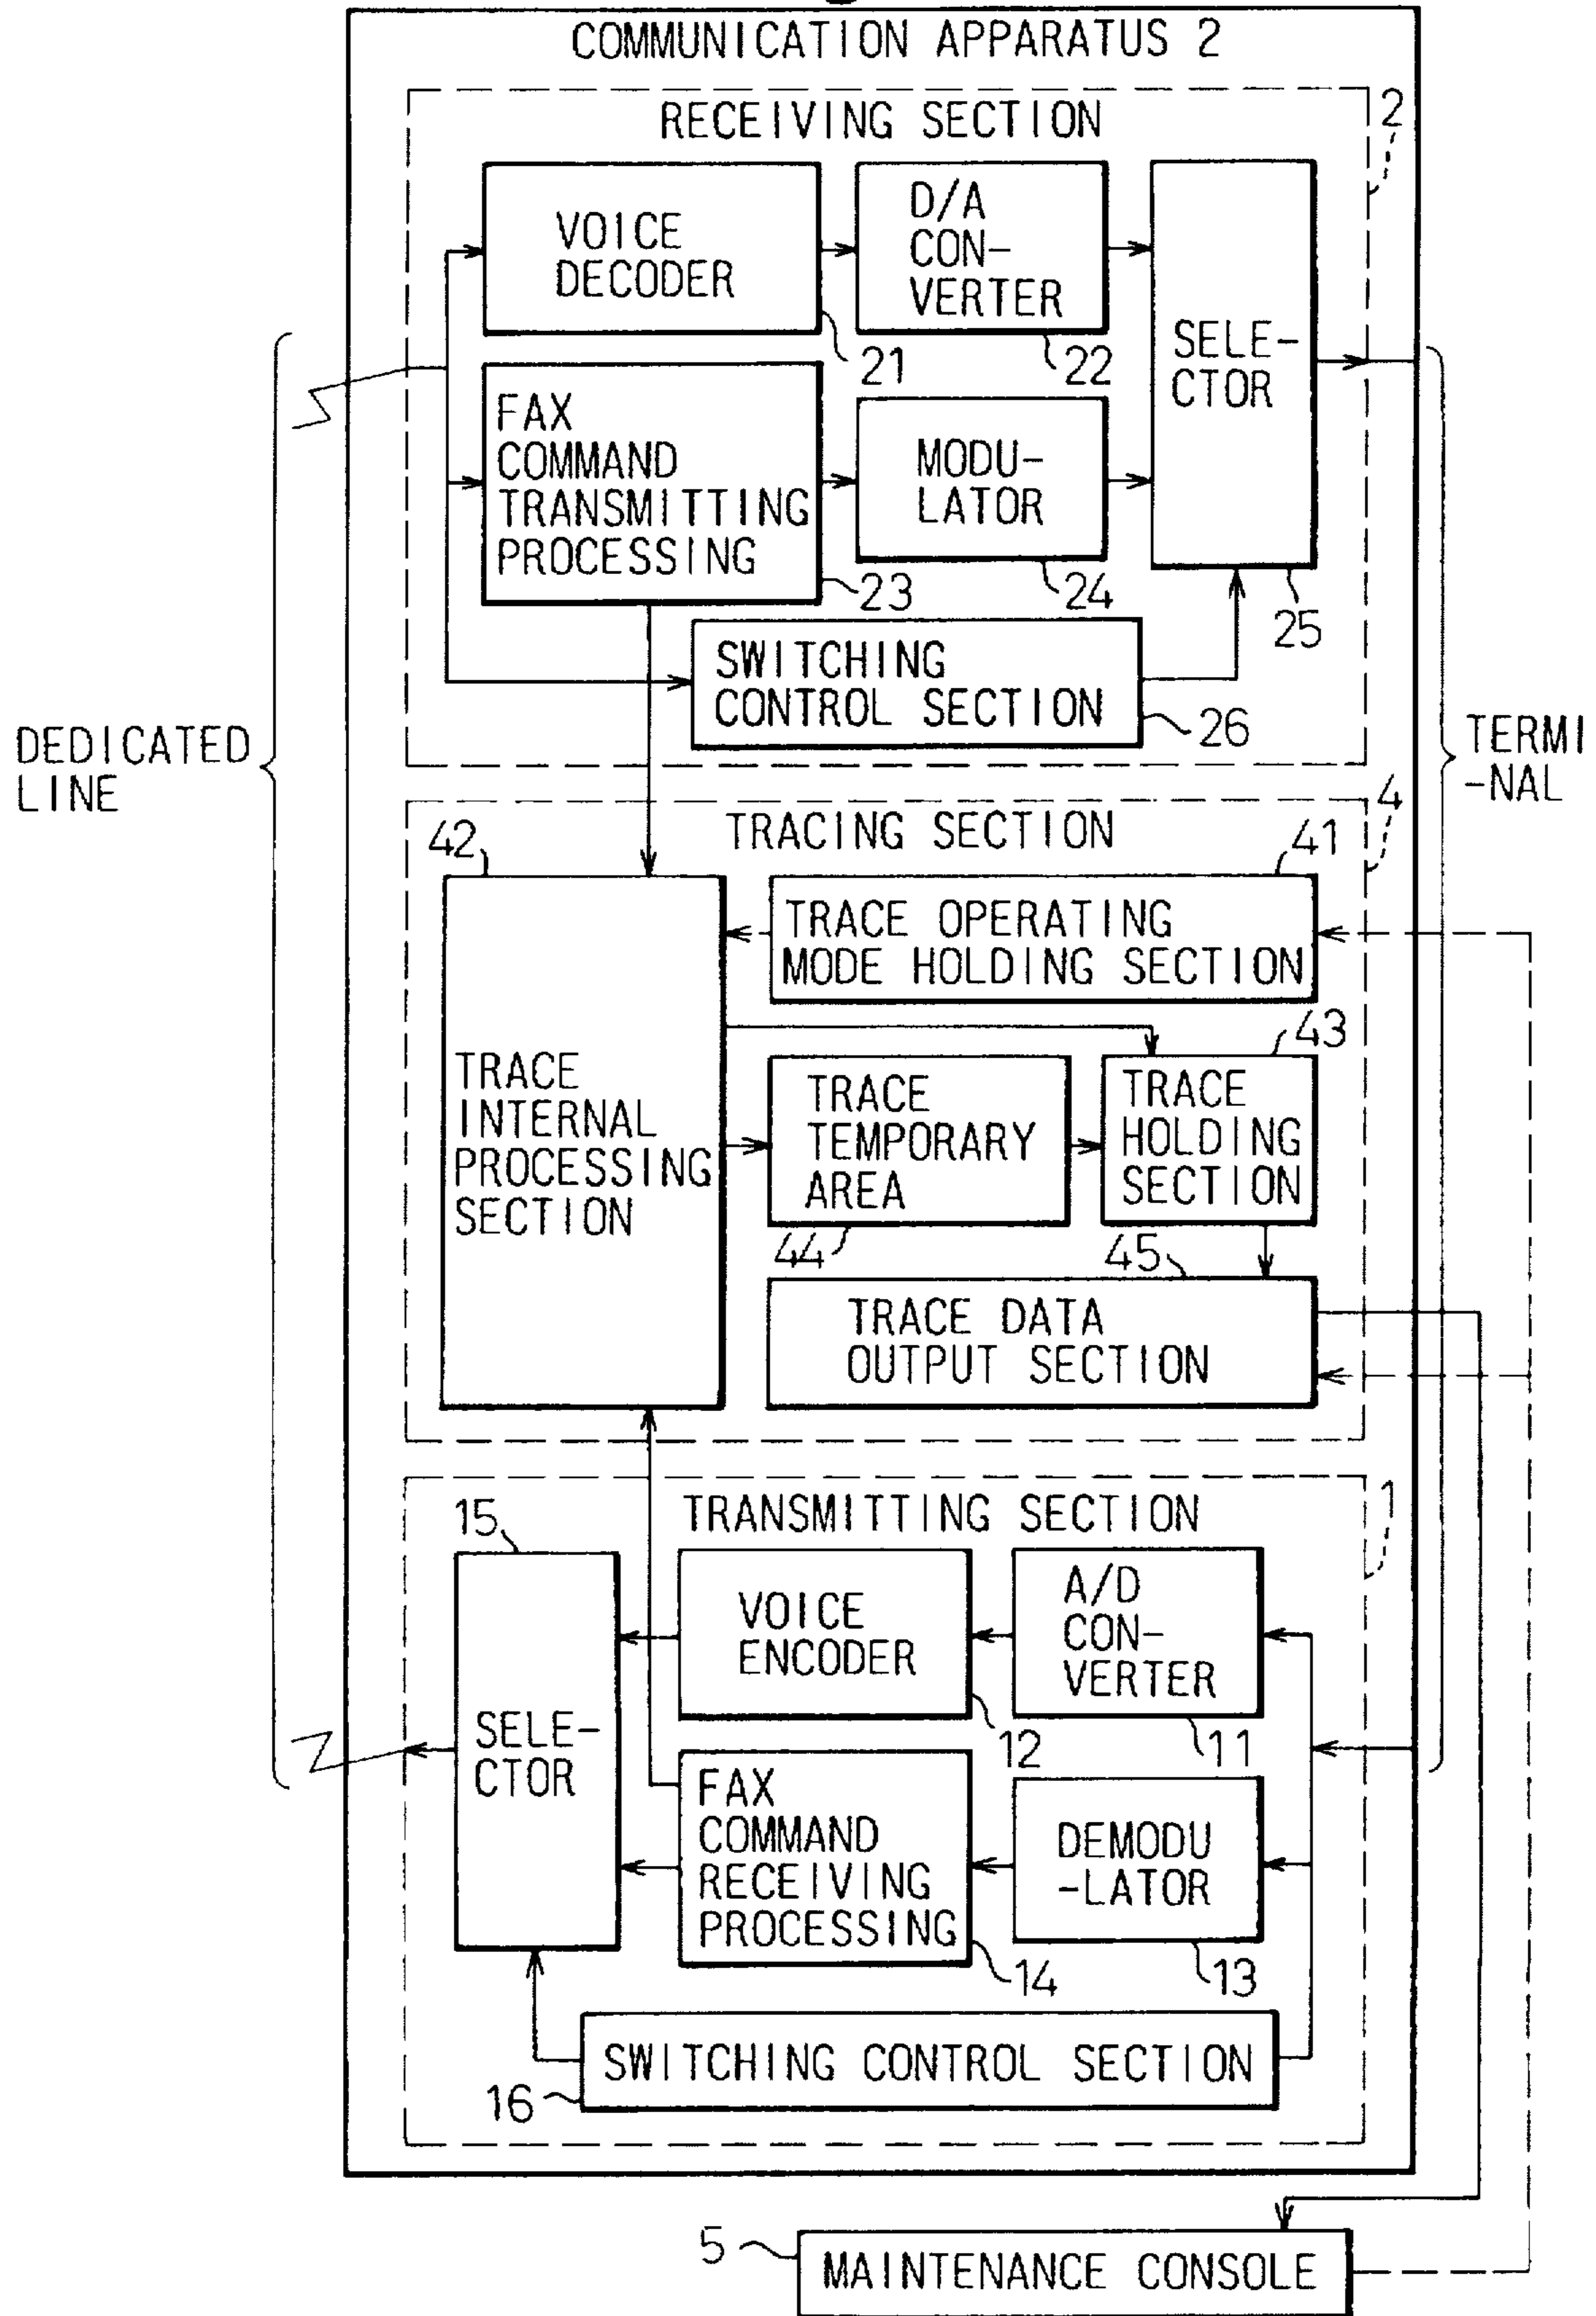 COMMUNICATION APPARATUS 2
RECEIVING SECTION
2
VOICE
DECODER
21
D/A
CON-
VERTER
22
SELE-
CTOR
25
FAX
COMMAND
TRANSMITTING
PROCESSING
23
MODU-
LATOR
24
SWITCHING
CONTROL SECTION
26
DEDICATED
LINE
TERMI
-NAL
TRACING SECTION
4
42
TRACE
INTERNAL
PROCESSING
SECTION
41
TRACE OPERATING
MODE HOLDING SECTION
43
TRACE
TEMPORARY
AREA
44
TRACE
HOLDING
SECTION
45
TRACE DATA
OUTPUT SECTION
TRANSMITTING SECTION
1
15
SELE-
CTOR
VOICE
ENCODER
12
A/D
CON-
VERTER
11
FAX
COMMAND
RECEIVING
PROCESSING
14
DEMODU
-LATOR
13
SWITCHING CONTROL SECTION
16
5
MAINTENANCE CONSOLE